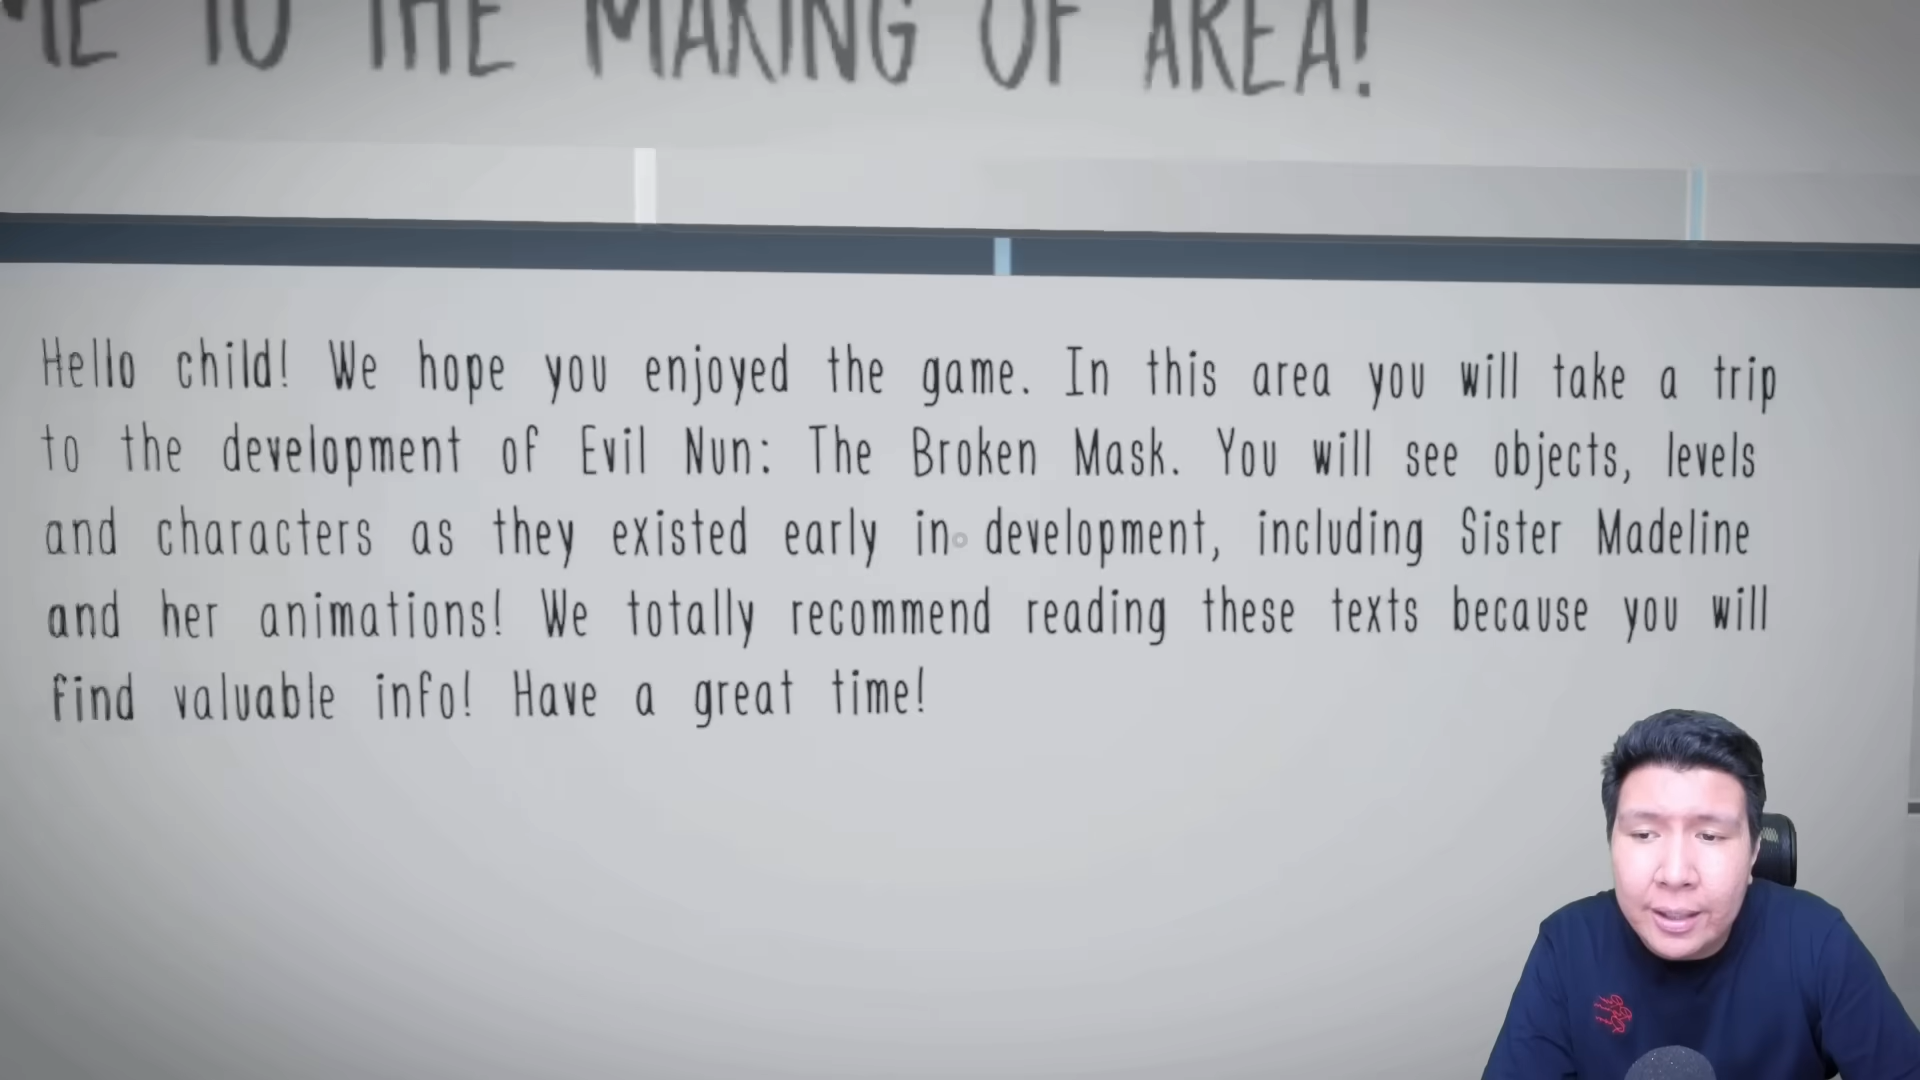 TO THE MAKING OF AREA!
Hello child! We hope you enjoyed the game. In this area you will take a trip
to the development of Evil Nun: The Broken Mask. You will see objects, levels
and characters as they existed early in development, including Sister Madeline
and her animations! We totally recommend reading these texts because you will
find valuable info! Have a great time!